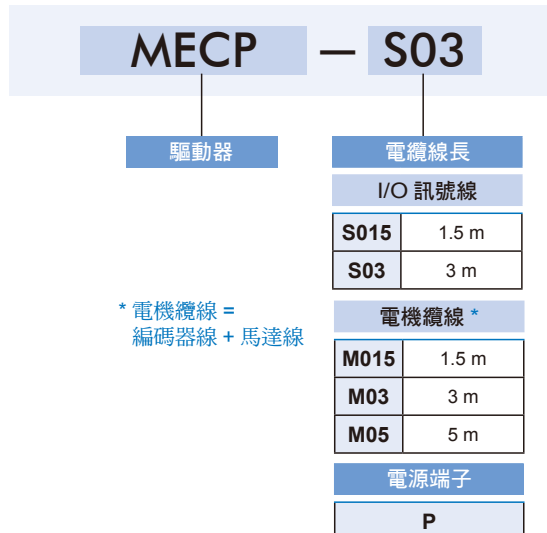 MECP — S03
驅動器
電纜線長
I/O 訊號線
S015 1.5 m
S03 3 m
* 電機纜線 =
編碼器線 + 馬達線
電機纜線 *
M015 1.5 m
M03 3 m
M05 5 m
電源端子
P